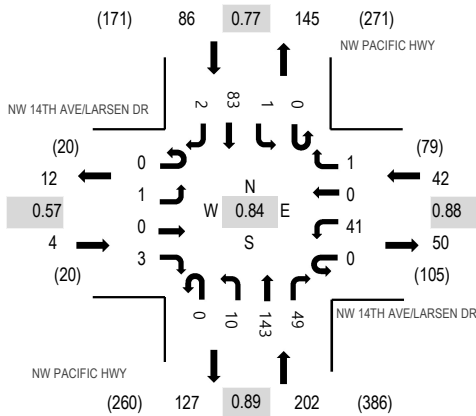 (171) 86 0.77 145 (271)
NW PACIFIC HWY
NW 14TH AVE/LARSEN DR
2 83 1 0
(20) (79)
0 1
12 42
1 N 0
0.57 W 0.84 E 0.88
0 41
4 S 50
3 0
(20) (105)
0 10 143 49
NW 14TH AVE/LARSEN DR
NW PACIFIC HWY
(260) 127 0.89 202 (386)